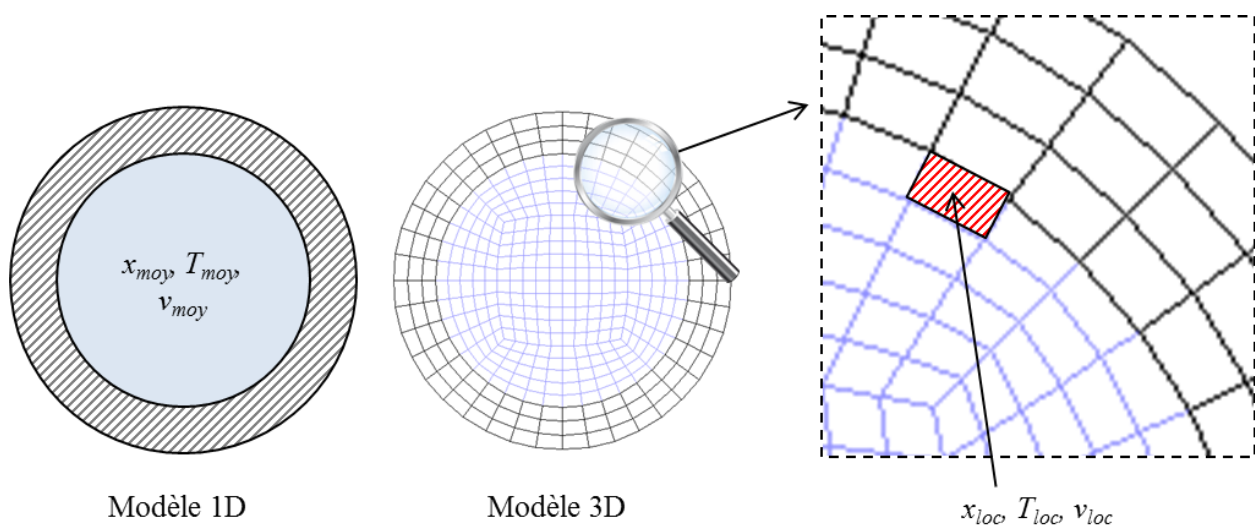 x_moy, T_moy,
v_moy
Modèle 1D
Modèle 3D
x_loc, T_loc, v_loc